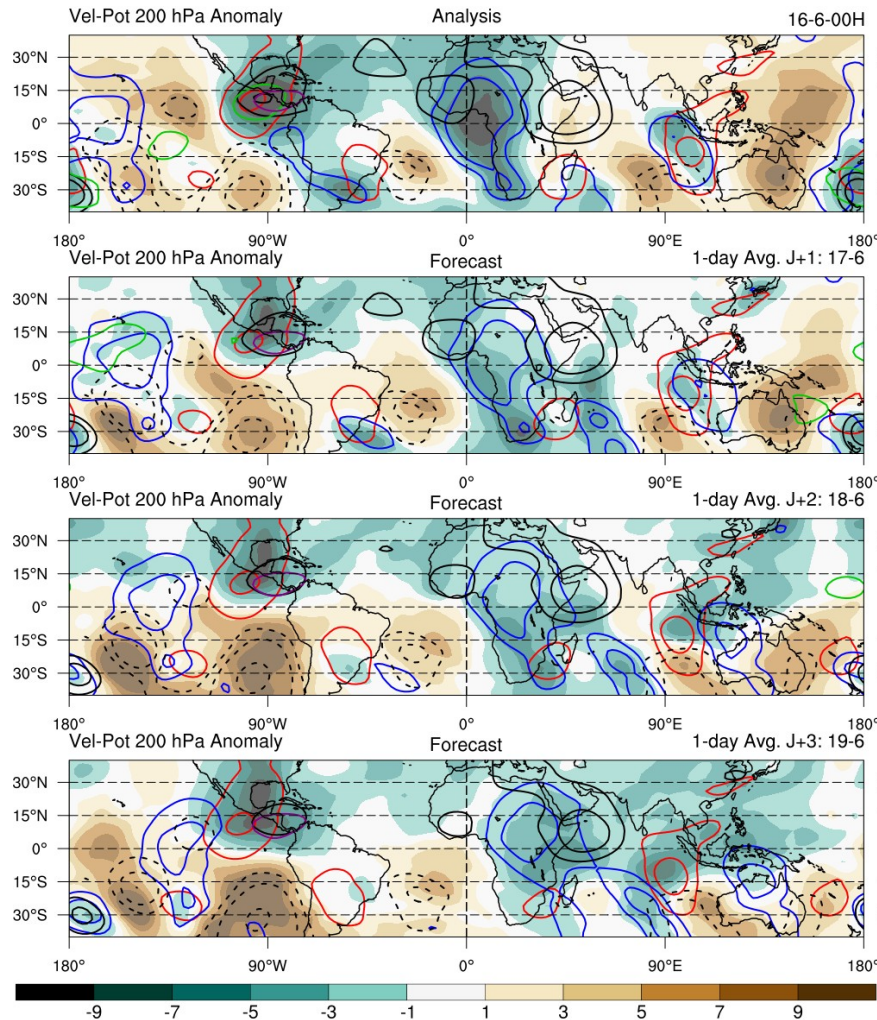 Vel-Pot 200 hPa Anomaly Analysis 16-6-00H
30°N
15°N
0°
15°S
30°S
180° 90°W 0° 90°E 180°
Vel-Pot 200 hPa Anomaly Forecast 1-day Avg. J+1: 17-6
30°N
15°N
0°
15°S
30°S
180° 90°W 0° 90°E 180°
Vel-Pot 200 hPa Anomaly Forecast 1-day Avg. J+2: 18-6
30°N
15°N
0°
15°S
30°S
180° 90°W 0° 90°E 180°
Vel-Pot 200 hPa Anomaly Forecast 1-day Avg. J+3: 19-6
30°N
15°N
0°
15°S
30°S
180° 90°W 0° 90°E 180°
-9 -7 -5 -3 -1 1 3 5 7 9